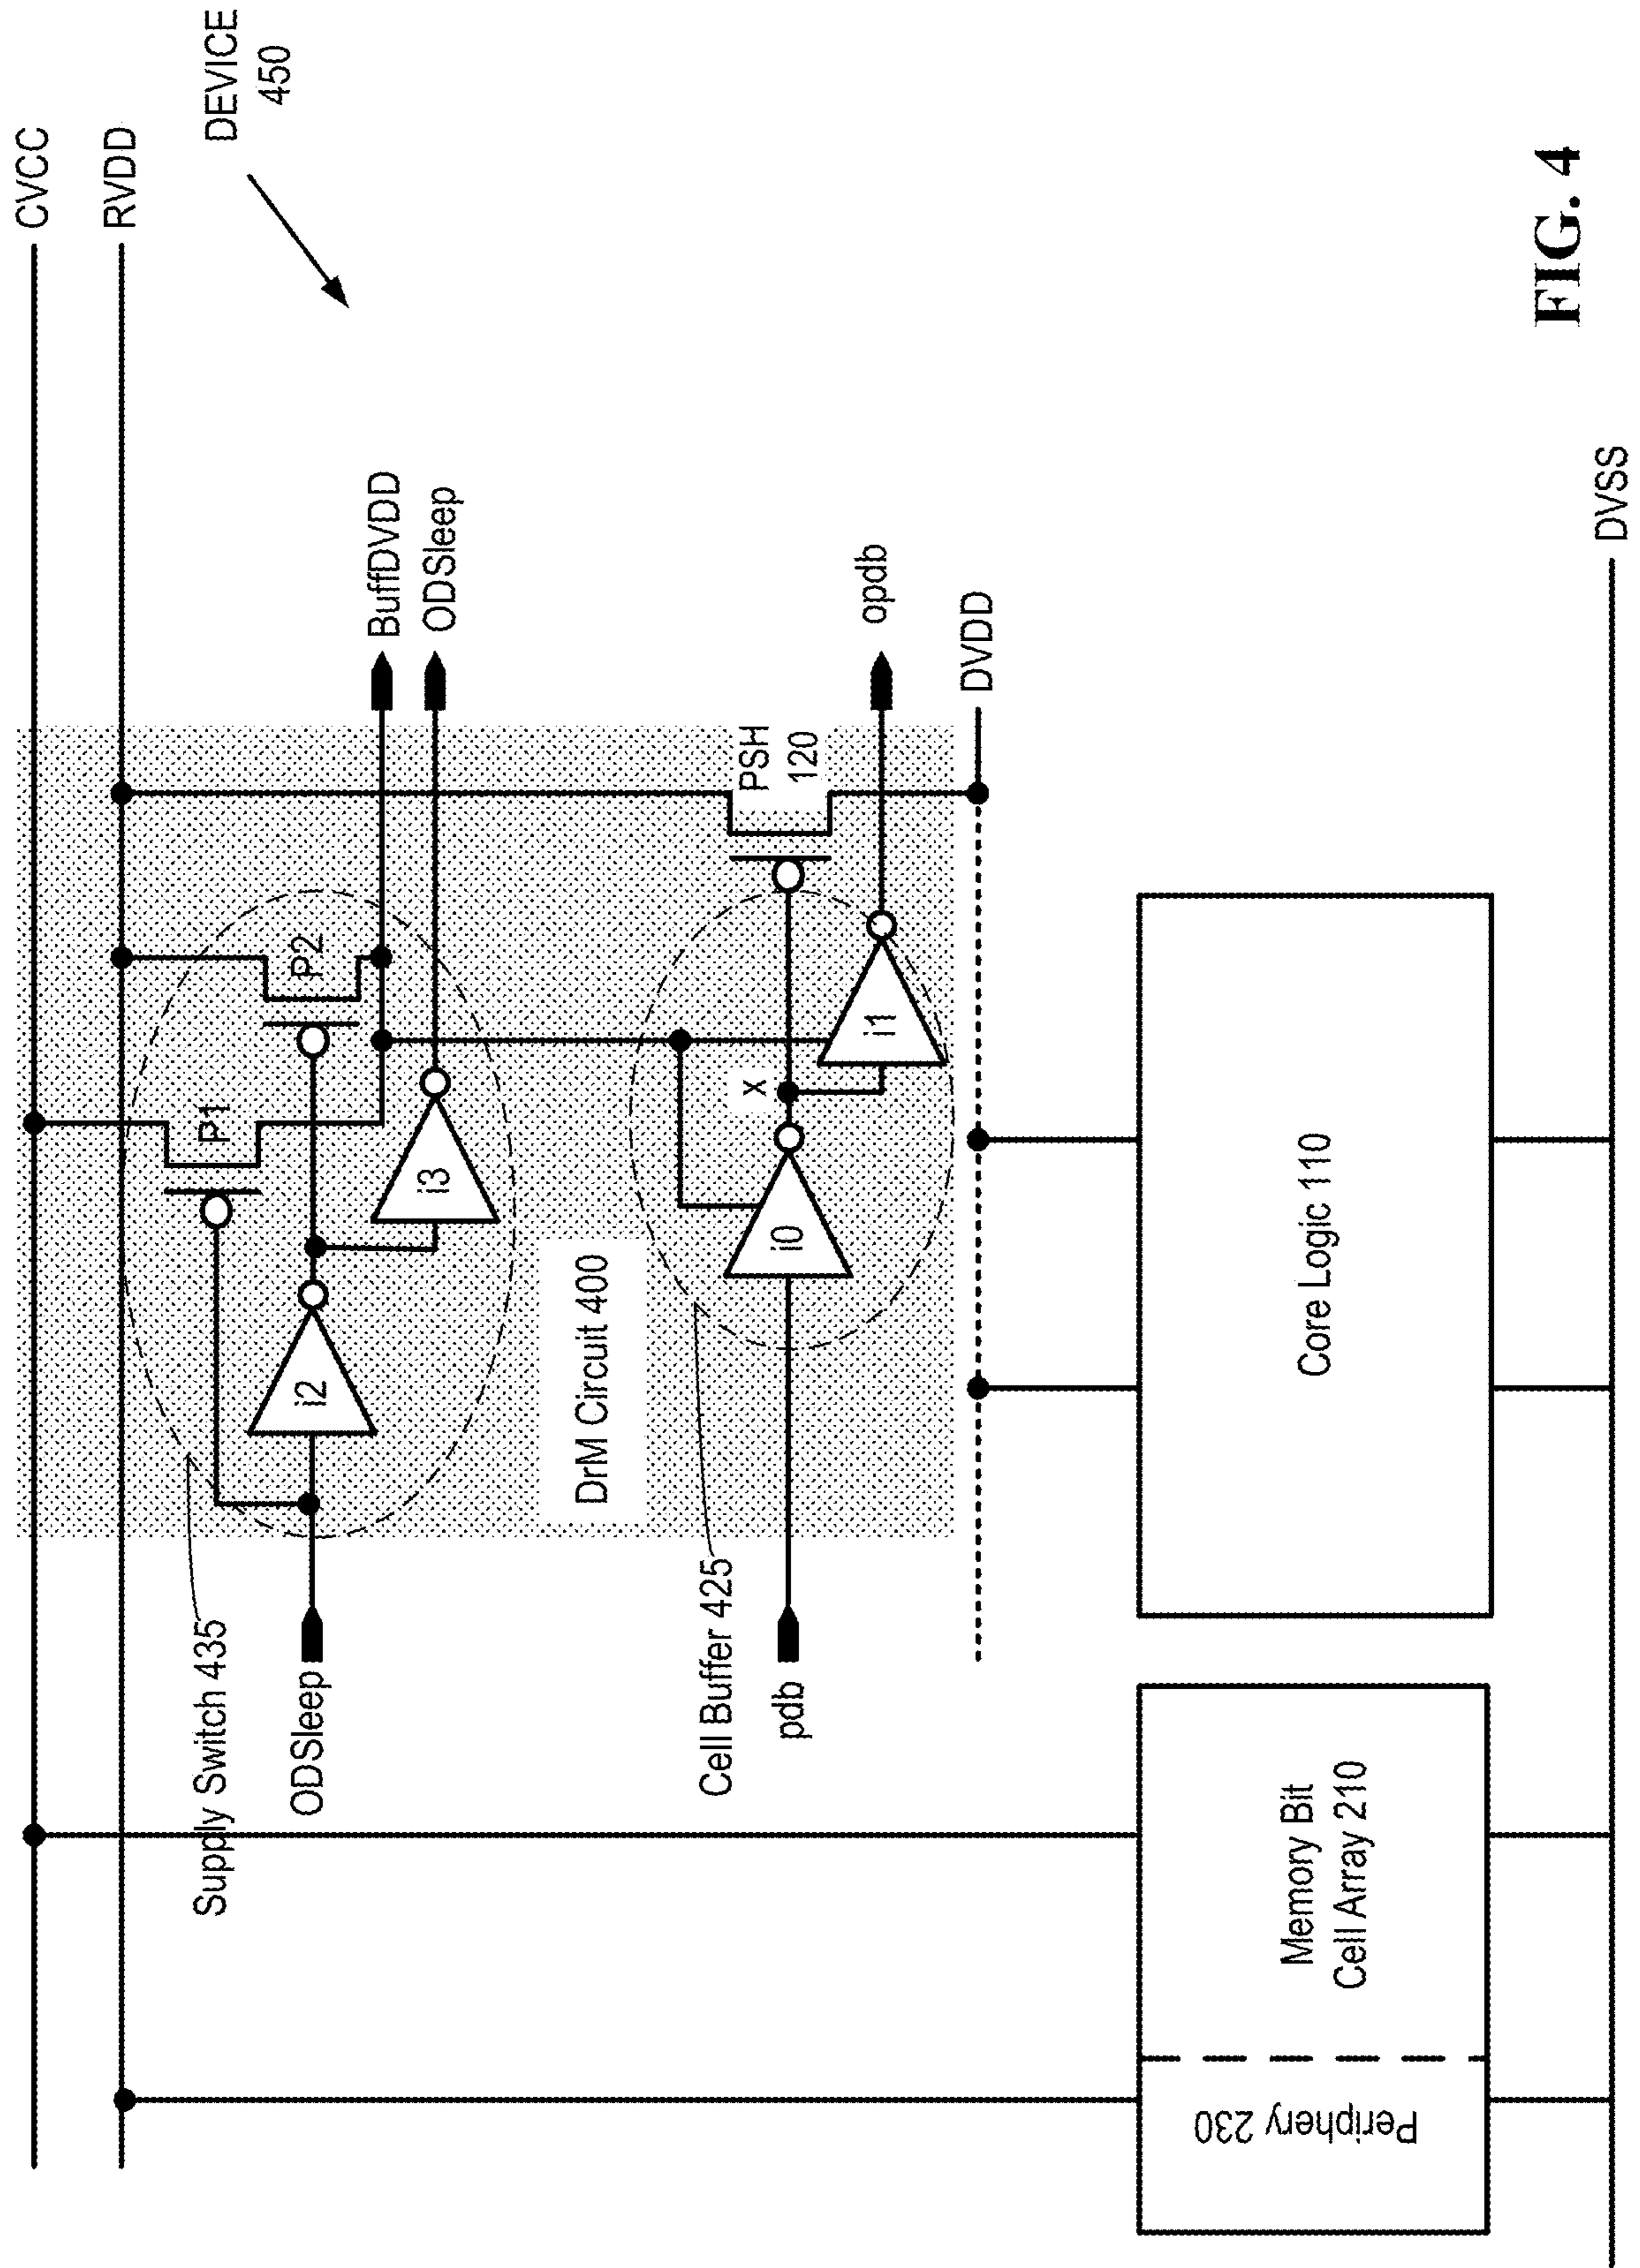 CVCC
RVDD
DEVICE
450
Supply Switch 435
P1
P2
BuffDVDD
ODSleep
i2
i3
ODSleep
DrM Circuit 400
PSH
120
Cell Buffer 425
x
pdb
i0
i1
opdb
DVDD
Periphery 230
Memory Bit
Cell Array 210
Core Logic 110
DVSS
FIG. 4